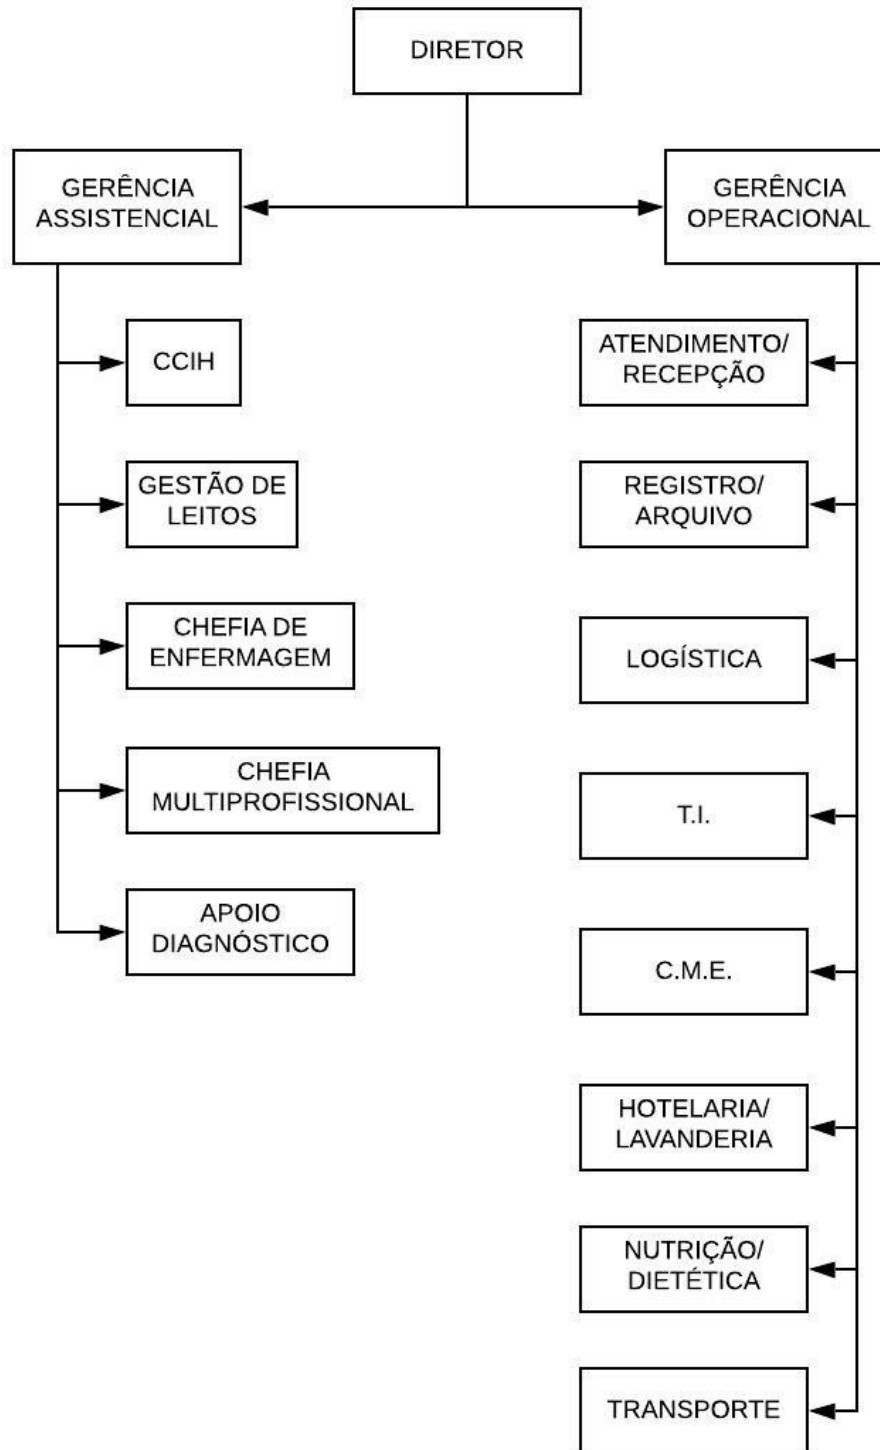 DIRETOR
GERÊNCIA
ASSISTENCIAL
GERÊNCIA
OPERACIONAL
CCIH
GESTÃO DE
LEITOS
CHEFIA DE
ENFERMAGEM
CHEFIA
MULTIPROFISSIONAL
APOIO
DIAGNÓSTICO
ATENDIMENTO/
RECEPÇÃO
REGISTRO/
ARQUIVO
LOGÍSTICA
T.I.
C.M.E.
HOTELARIA/
LAVANDERIA
NUTRIÇÃO/
DIETÉTICA
TRANSPORTE